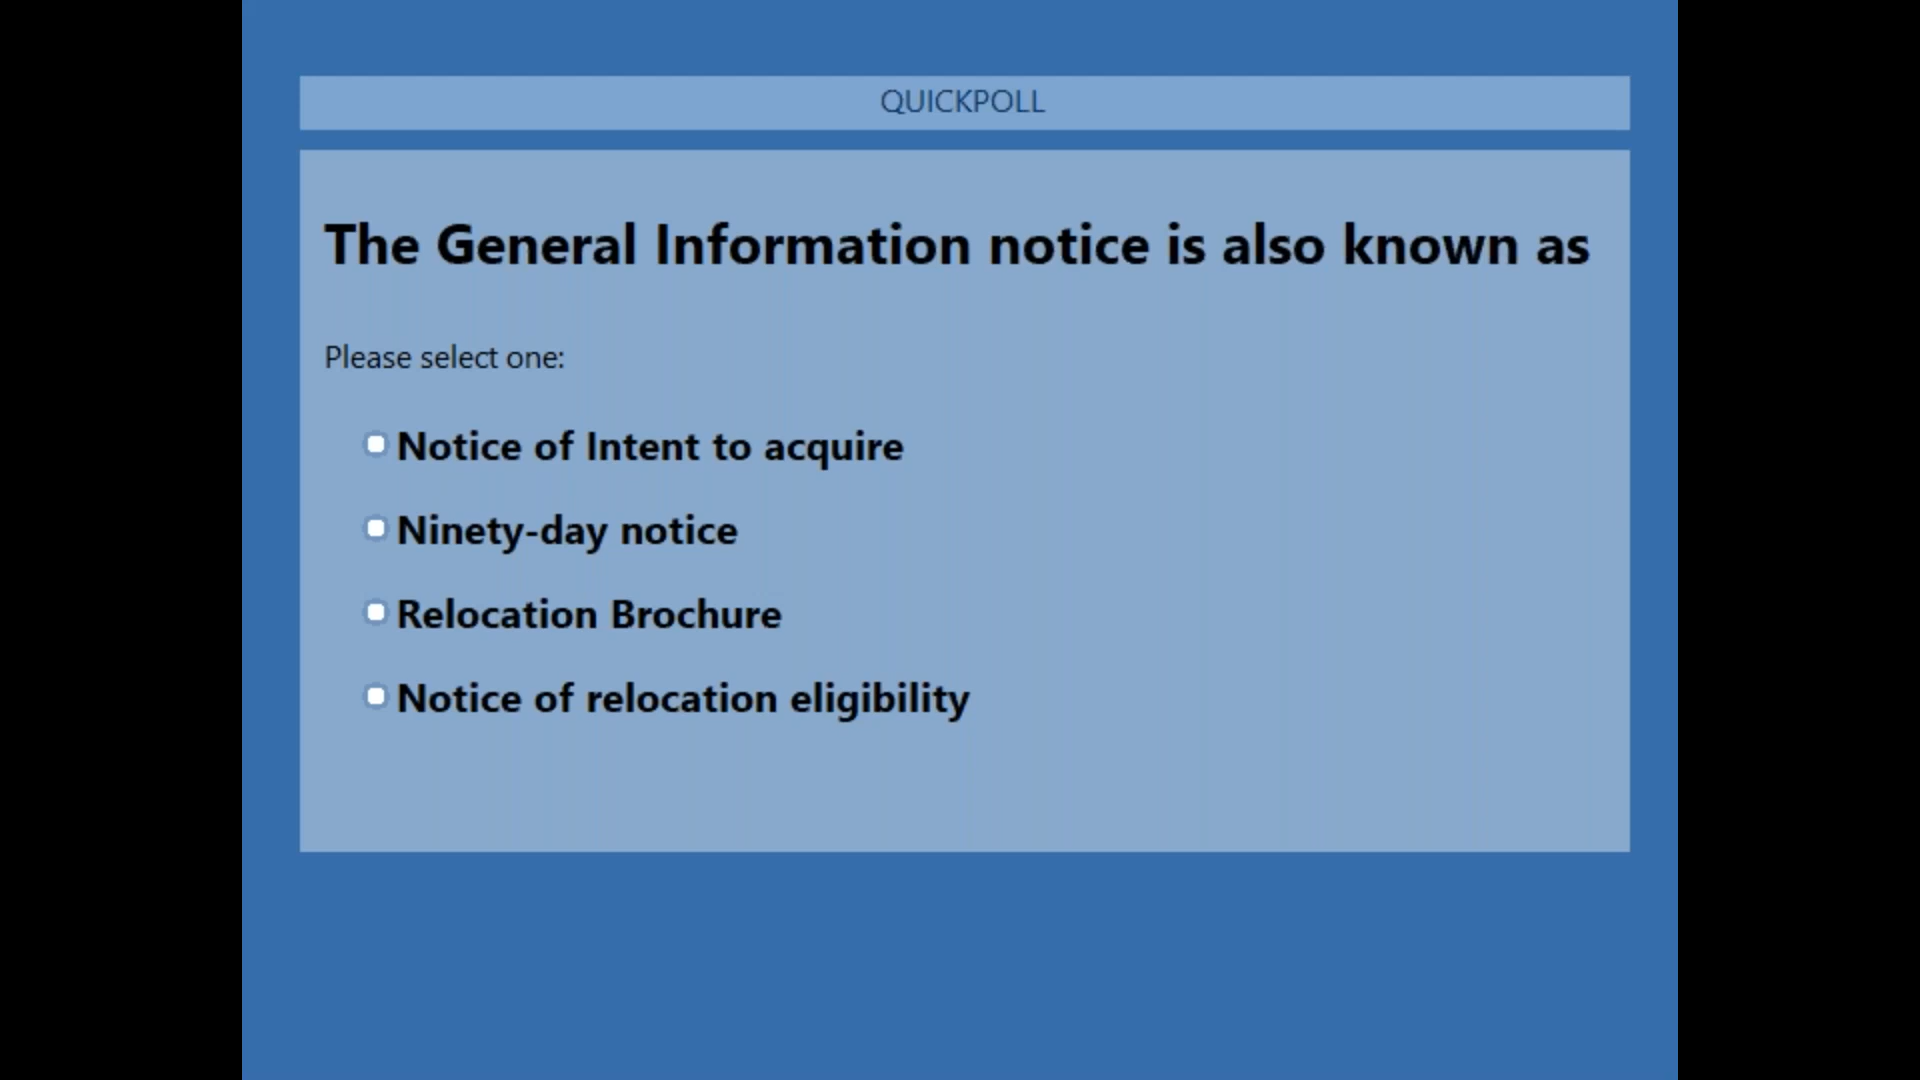 QUICKPOLL
The General Information notice is also known as
Please select one:
Notice of Intent to acquire
Ninety-day notice
Relocation Brochure
Notice of relocation eligibility